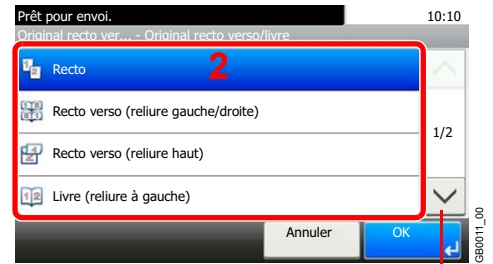 Prêt pour envoi. 10:10
Original recto ver... - Original recto verso/livre
Recto 2
Recto verso (reliure gauche/droite)
1/2
Recto verso (reliure haut)
Livre (reliure à gauche)
Annuler OK
GB0011_00